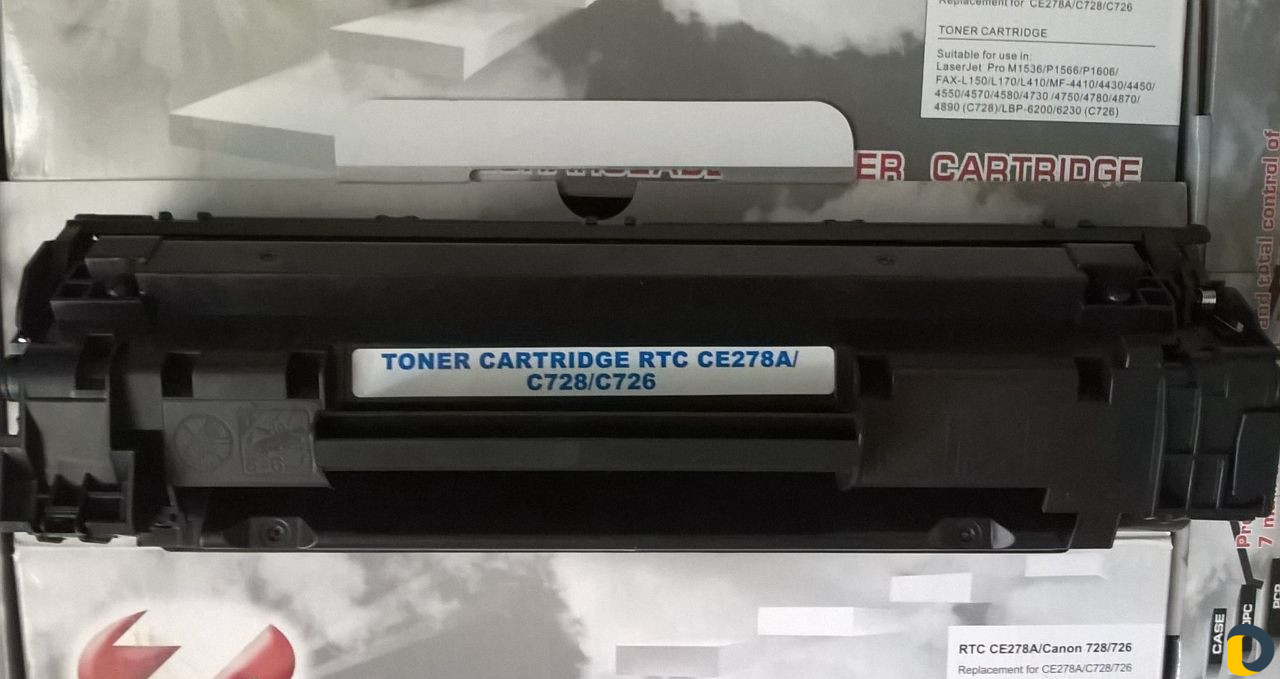 Replacement for CE278A/C728/C726
TONER CARTRIDGE
Suitable for use in:
LaserJet Pro M1536/P1566/P1606/
FAX-L150/L170/L410/MF-4410/4430/4450/
4550/4570/4580/4730 /4750/4780/4870/
4890 (C728)/LBP-6200/6230 (C726)
ER CARTRIDGE
and total control of
TONER CARTRIDGE RTC CE278A/
C728/C726
7
CASE
OPC
PCR
RTC CE278A/Canon 728/726
Replacement for CE278A/C728/C726